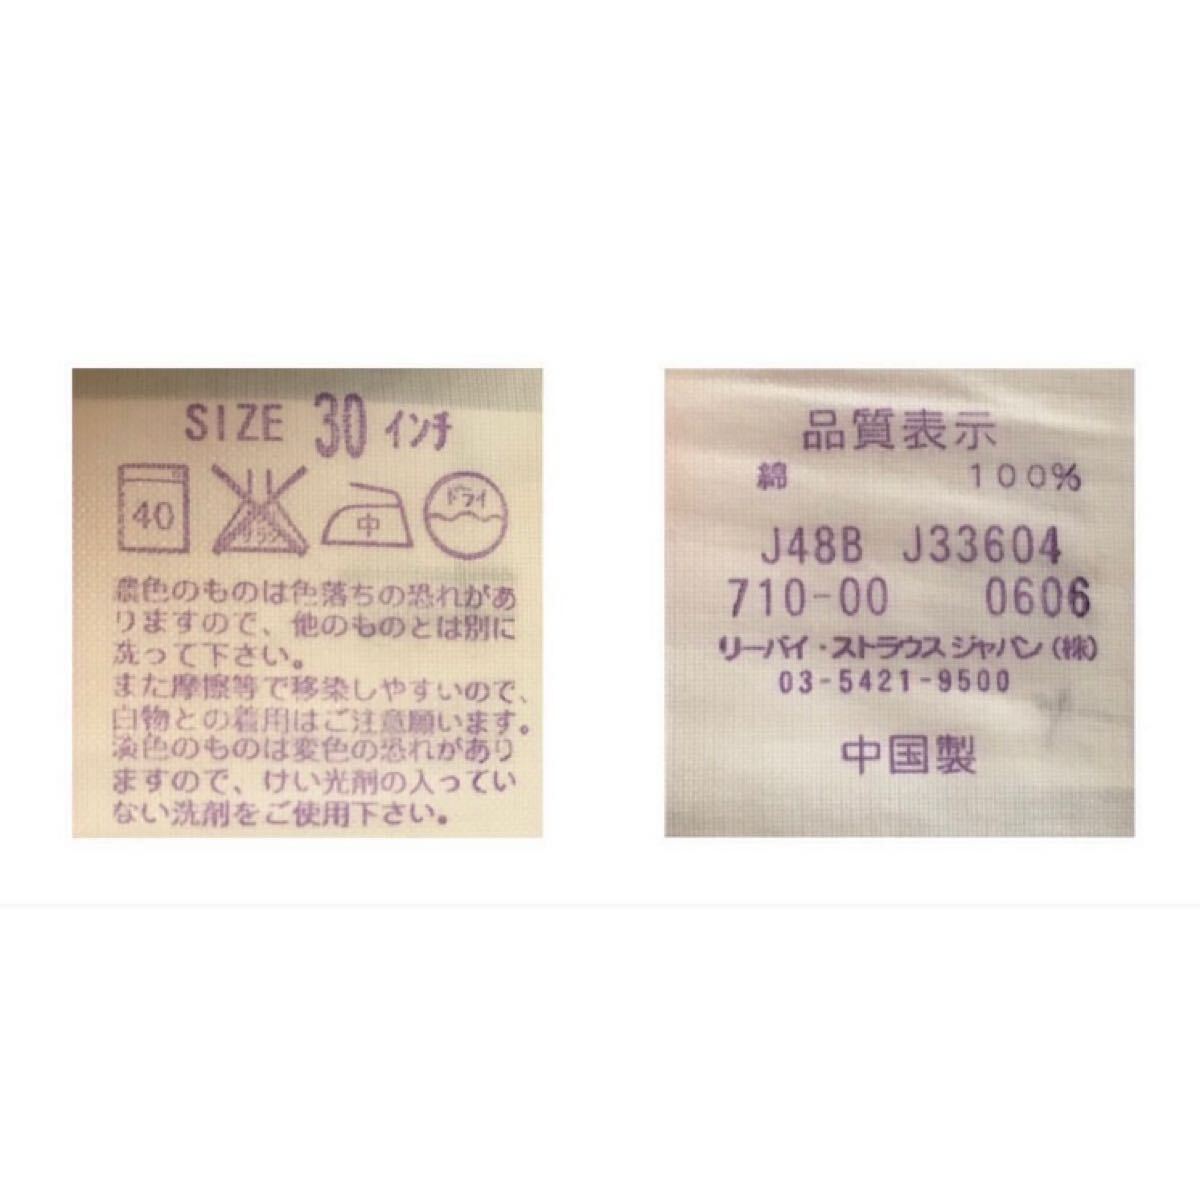 SIZE 30 インチ
40 エンソサラシ 中 ドライ
濃色のものは色落ちの恐れがあ
りますので、他のものとは別に
洗って下さい。
また摩擦等で移染しやすいので、
白物との着用はご注意願います。
淡色のものは変色の恐れがあり
ますので、けい光剤の入ってい
ない洗剤をご使用下さい。
品質表示
綿 100%
J48B J33604
710-00 0606
リーバイ・ストラウス ジャパン(株)
03-5421-9500
中国製